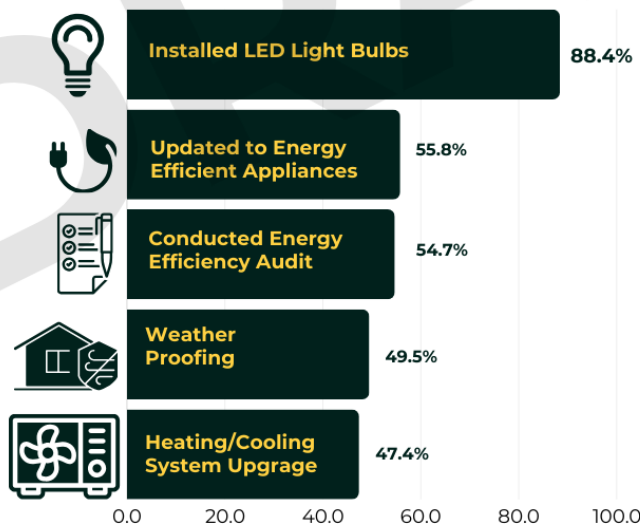 Installed LED Light Bulbs
88.4%
Updated to Energy
Efficient Appliances
55.8%
Conducted Energy
Efficiency Audit
54.7%
Weather
Proofing
49.5%
Heating/Cooling
System Upgrage
47.4%
0.0 20.0 40.0 60.0 80.0 100.0